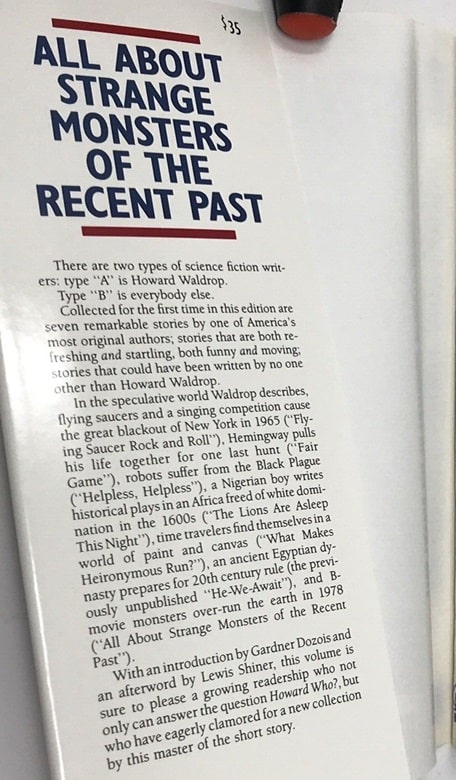 $35
ALL ABOUT
STRANGE
MONSTERS
OF THE
RECENT PAST
There are two types of science fiction writ-
ers: type "A" is Howard Waldrop.
Type "B" is everybody else.
Collected for the first time in this edition are
seven remarkable stories by one of America's
most original authors; stories that are both re-
freshing and startling, both funny and moving;
stories that could have been written by no one
other than Howard Waldrop.
In the speculative world Waldrop describes,
flying saucers and a singing competition cause
the great blackout of New York in 1965 ("Fly-
ing Saucer Rock and Roll"), Hemingway pulls
his life together for one last hunt ("Fair
Game"), robots suffer from the Black Plague
("Helpless, Helpless"), a Nigerian boy writes
historical plays in an Africa freed of white domi-
nation in the 1600s ("The Lions Are Asleep
This Night"), time travelers find themselves in a
world of paint and canvas ("What Makes
Heironymous Run?"), an ancient Egyptian dy-
nasty prepares for 20th century rule (the previ-
ously unpublished "He-We-Await"), and B-
movie monsters over-run the earth in 1978
("All About Strange Monsters of the Recent
Past").
With an introduction by Gardner Dozois and
an afterword by Lewis Shiner, this volume is
sure to please a growing readership who not
only can answer the question Howard Who?, but
who have eagerly clamored for a new collection
by this master of the short story.